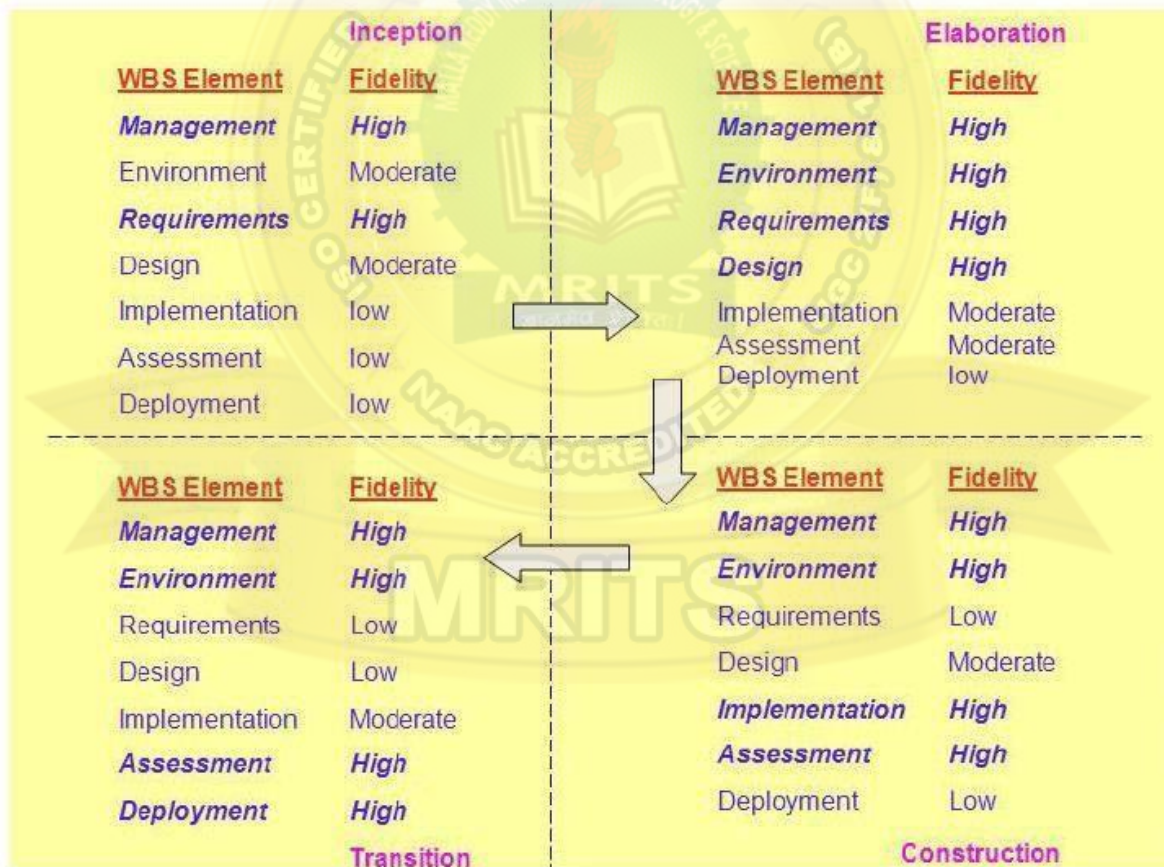 Inception
WBS Element Fidelity
Management High
Environment Moderate
Requirements High
Design Moderate
Implementation low
Assessment low
Deployment low
Elaboration
WBS Element Fidelity
Management High
Environment High
Requirements High
Design High
Implementation Moderate
Assessment Moderate
Deployment low
WBS Element Fidelity
Management High
Environment High
Requirements Low
Design Low
Implementation Moderate
Assessment High
Deployment High
Transition
WBS Element Fidelity
Management High
Environment High
Requirements Low
Design Moderate
Implementation High
Assessment High
Deployment Low
Construction
MRITS
NAAC ACCREDITED
MRITS